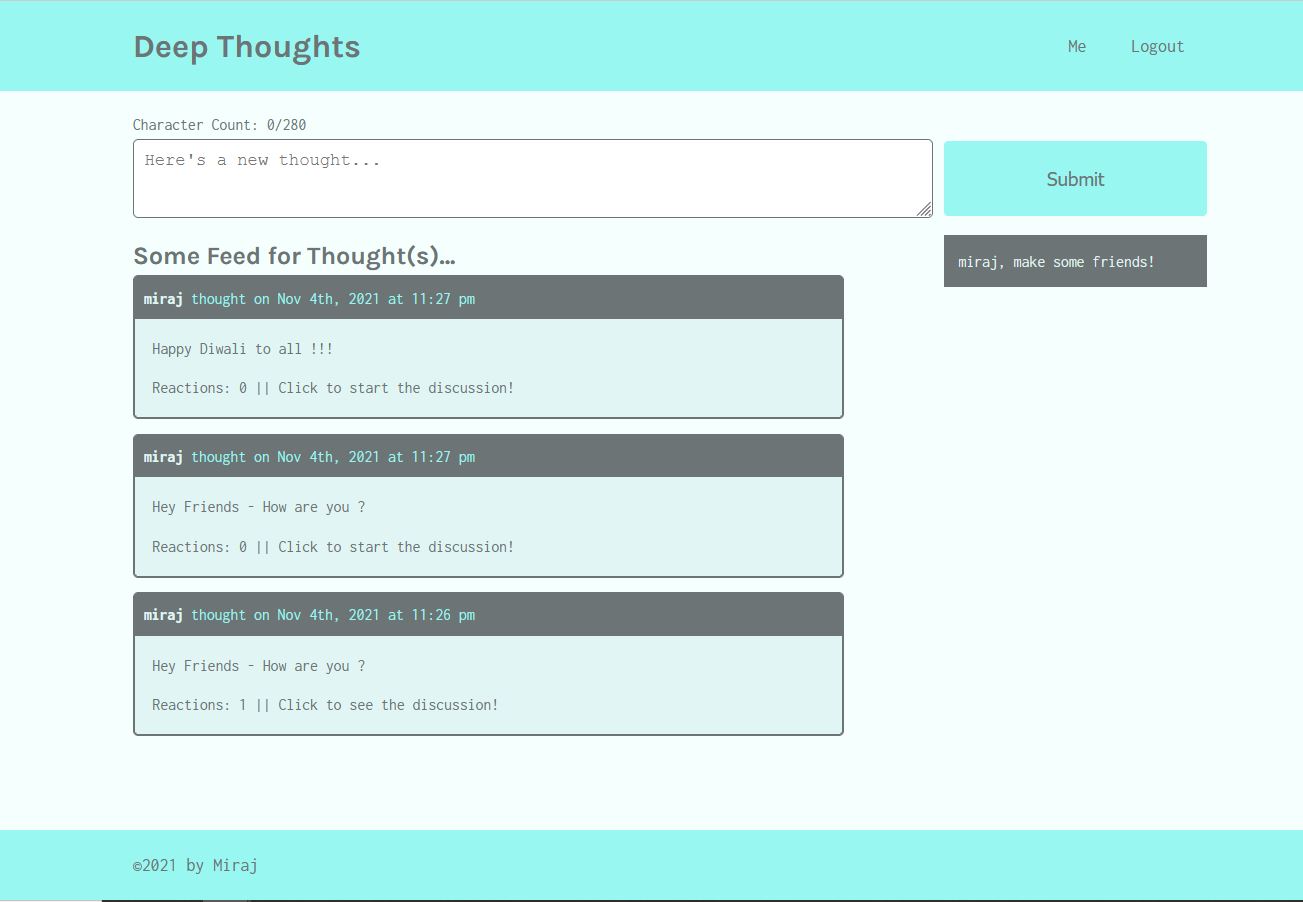 Deep Thoughts
Me
Logout
Character Count: 0/280
Here's a new thought...
Submit
miraj, make some friends!
Some Feed for Thought(s)...
miraj thought on Nov 4th, 2021 at 11:27 pm
Happy Diwali to all !!!
Reactions: 0 || Click to start the discussion!
miraj thought on Nov 4th, 2021 at 11:27 pm
Hey Friends - How are you ?
Reactions: 0 || Click to start the discussion!
miraj thought on Nov 4th, 2021 at 11:26 pm
Hey Friends - How are you ?
Reactions: 1 || Click to see the discussion!
©2021 by Miraj